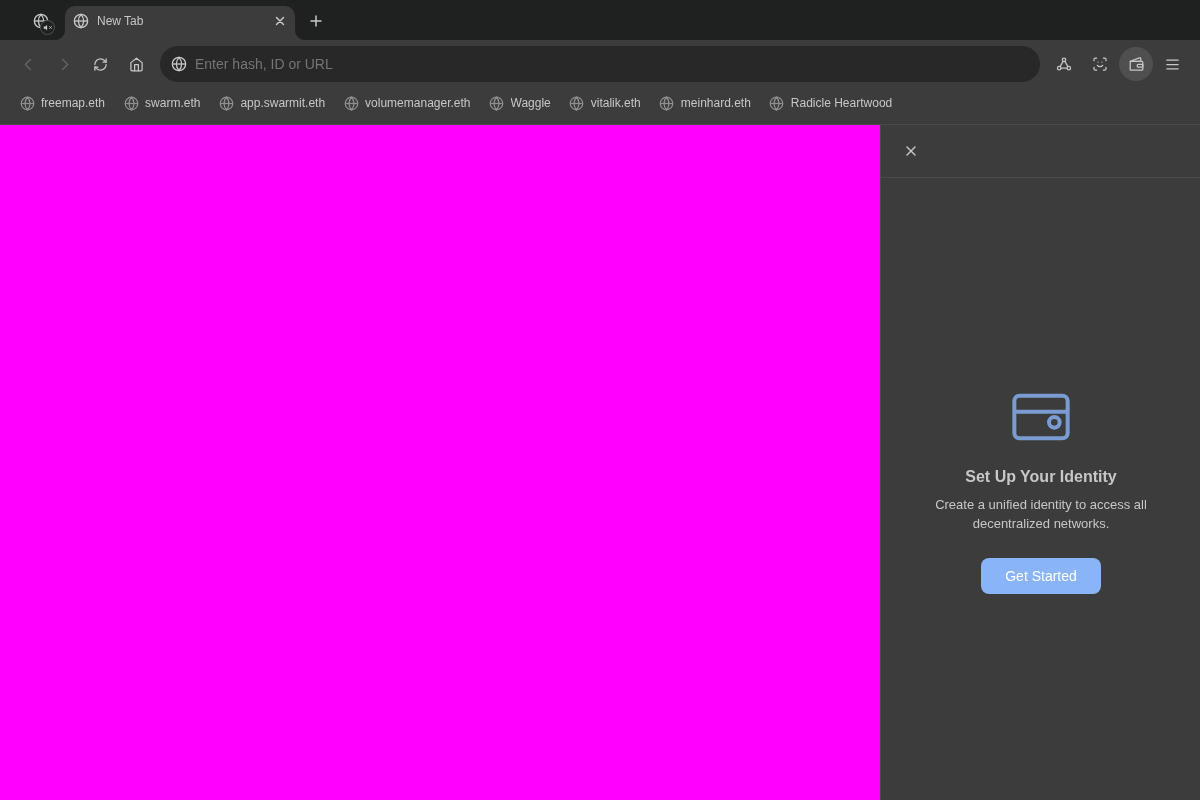 New Tab
Enter hash, ID or URL
freemap.eth swarm.eth app.swarmit.eth volumemanager.eth Waggle vitalik.eth meinhard.eth Radicle Heartwood
Set Up Your Identity
Create a unified identity to access all
decentralized networks.
Get Started